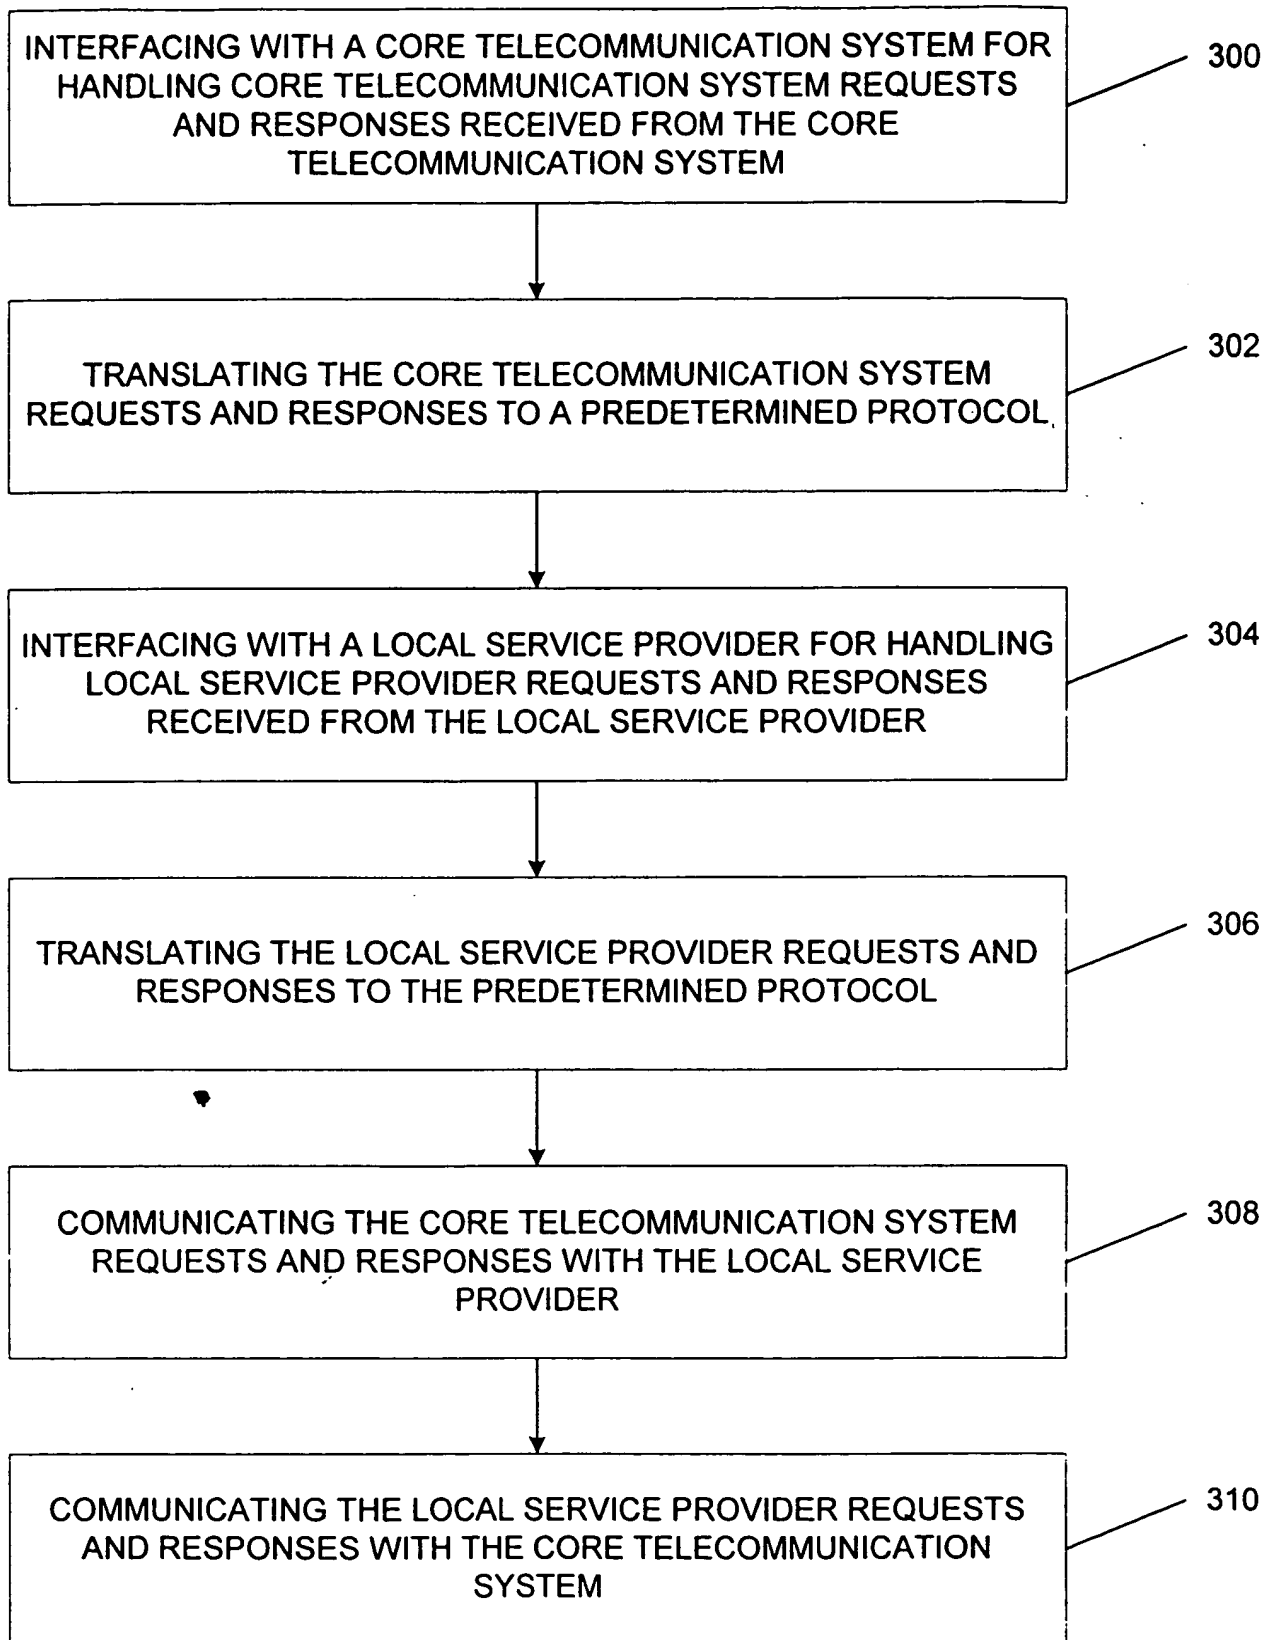 INTERFACING WITH A CORE TELECOMMUNICATION SYSTEM FOR
HANDLING CORE TELECOMMUNICATION SYSTEM REQUESTS
AND RESPONSES RECEIVED FROM THE CORE
TELECOMMUNICATION SYSTEM
300
TRANSLATING THE CORE TELECOMMUNICATION SYSTEM
REQUESTS AND RESPONSES TO A PREDETERMINED PROTOCOL
302
INTERFACING WITH A LOCAL SERVICE PROVIDER FOR HANDLING
LOCAL SERVICE PROVIDER REQUESTS AND RESPONSES
RECEIVED FROM THE LOCAL SERVICE PROVIDER
304
TRANSLATING THE LOCAL SERVICE PROVIDER REQUESTS AND
RESPONSES TO THE PREDETERMINED PROTOCOL
306
COMMUNICATING THE CORE TELECOMMUNICATION SYSTEM
REQUESTS AND RESPONSES WITH THE LOCAL SERVICE
PROVIDER
308
COMMUNICATING THE LOCAL SERVICE PROVIDER REQUESTS
AND RESPONSES WITH THE CORE TELECOMMUNICATION
SYSTEM
310